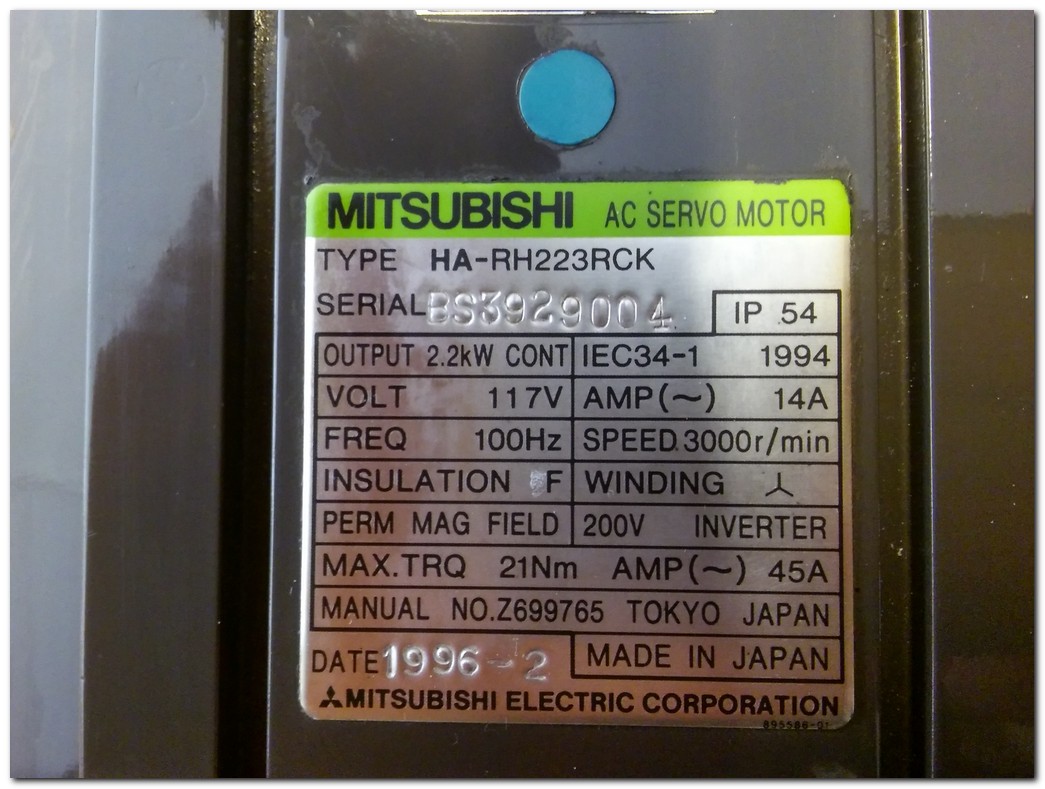 MITSUBISHI AC SERVO MOTOR
TYPE HA-RH223RCK
SERIAL BS3929004 IP 54
OUTPUT 2.2kW CONT IEC34-1 1994
VOLT 117V AMP(~) 14A
FREQ 100Hz SPEED 3000r/min
INSULATION F WINDING
PERM MAG FIELD 200V INVERTER
MAX.TRQ 21Nm AMP(~) 45A
MANUAL NO.Z699765 TOKYO JAPAN
DATE 1996-2 MADE IN JAPAN
MITSUBISHI ELECTRIC CORPORATION
895588-01